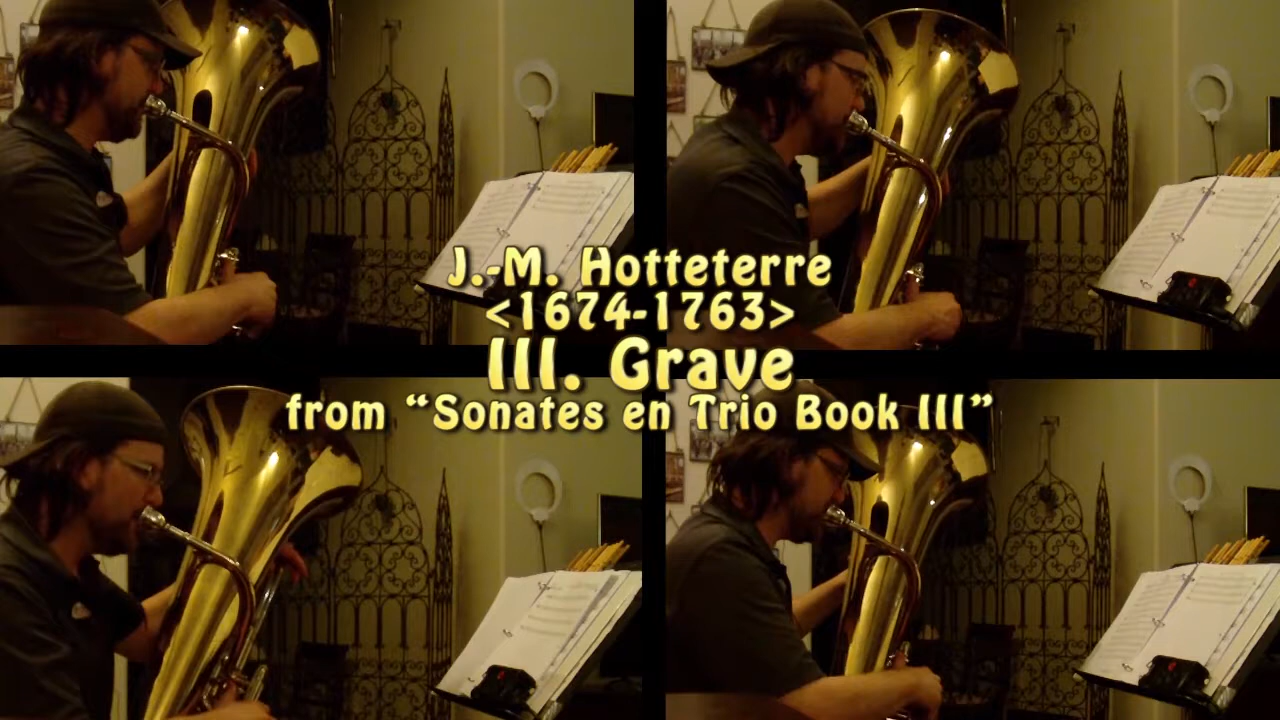 J.-M. Hotteterre
<1674-1763>
III. Grave
from “Sonates en Trio Book III”